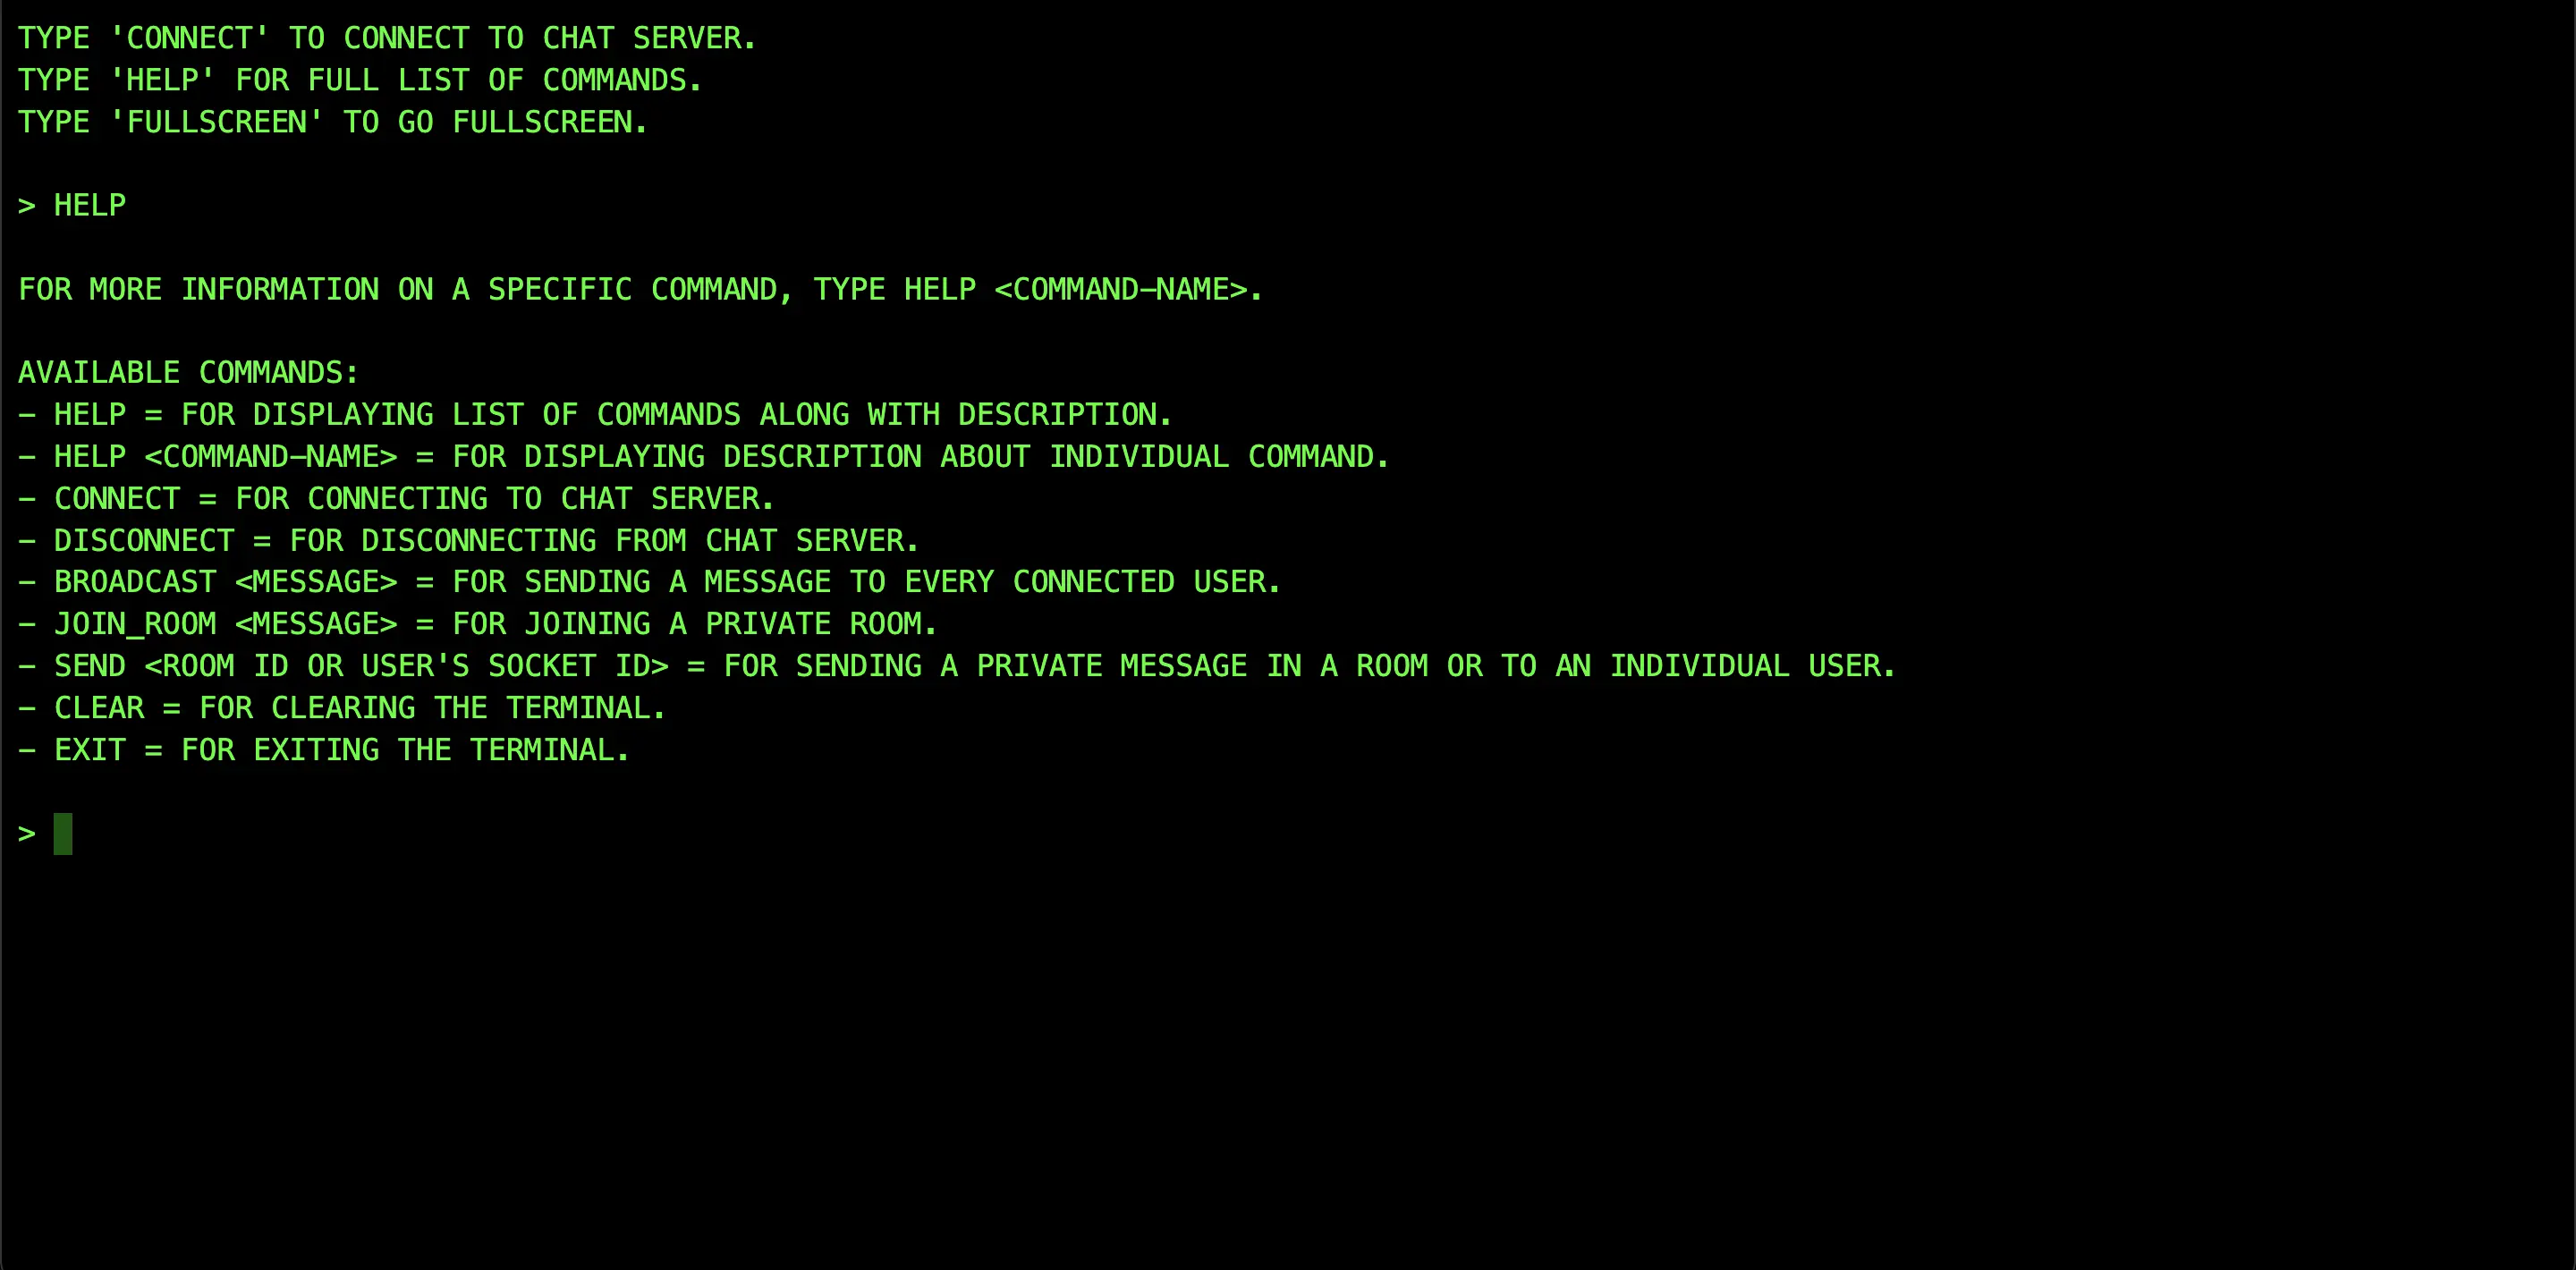 TYPE 'CONNECT' TO CONNECT TO CHAT SERVER.
TYPE 'HELP' FOR FULL LIST OF COMMANDS.
TYPE 'FULLSCREEN' TO GO FULLSCREEN.
> HELP
FOR MORE INFORMATION ON A SPECIFIC COMMAND, TYPE HELP <COMMAND-NAME>.
AVAILABLE COMMANDS:
- HELP = FOR DISPLAYING LIST OF COMMANDS ALONG WITH DESCRIPTION.
- HELP <COMMAND-NAME> = FOR DISPLAYING DESCRIPTION ABOUT INDIVIDUAL COMMAND.
- CONNECT = FOR CONNECTING TO CHAT SERVER.
- DISCONNECT = FOR DISCONNECTING FROM CHAT SERVER.
- BROADCAST <MESSAGE> = FOR SENDING A MESSAGE TO EVERY CONNECTED USER.
- JOIN_ROOM <MESSAGE> = FOR JOINING A PRIVATE ROOM.
- SEND <ROOM ID OR USER'S SOCKET ID> = FOR SENDING A PRIVATE MESSAGE IN A ROOM OR TO AN INDIVIDUAL USER.
- CLEAR = FOR CLEARING THE TERMINAL.
- EXIT = FOR EXITING THE TERMINAL.
>